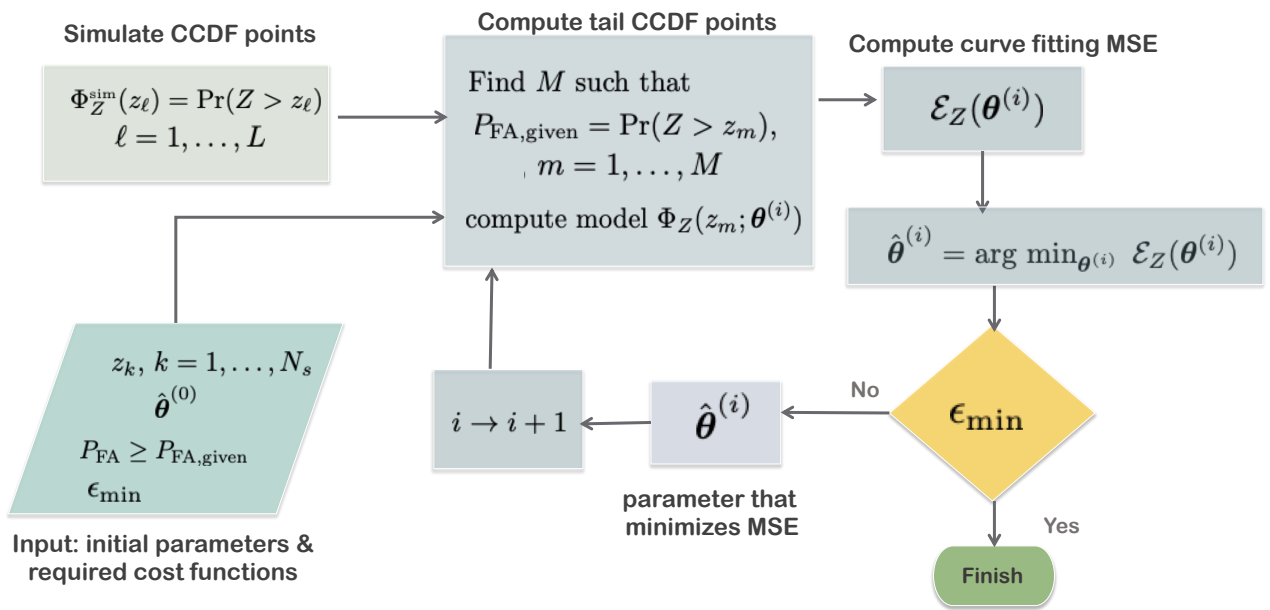 Simulate CCDF points
Φ_Z^sim(z_ℓ) = Pr(Z > z_ℓ)
ℓ = 1, . . . , L
Compute tail CCDF points
Find M such that
P_FA,given = Pr(Z > z_m),
m = 1, . . . , M
compute model Φ_Z(z_m; θ^(i))
Compute curve fitting MSE
ℰ_Z(θ^(i))
θ̂^(i) = arg min_θ^(i) ℰ_Z(θ^(i))
z_k, k = 1, . . . , N_s
θ̂^(0)
P_FA ≥ P_FA,given
ϵ_min
Input: initial parameters &
required cost functions
i → i + 1
θ̂^(i)
parameter that
minimizes MSE
No
ϵ_min
Yes
Finish